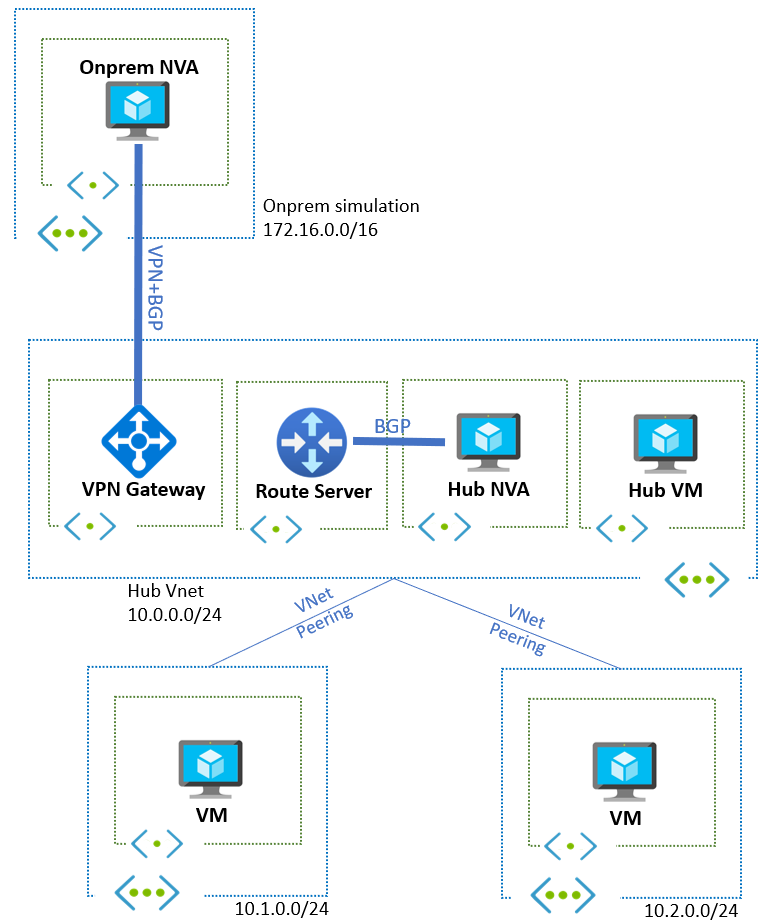 Onprem NVA
Onprem simulation
172.16.0.0/16
VPN+BGP
BGP
VPN Gateway
Route Server
Hub NVA
Hub VM
Hub Vnet
10.0.0.0/24
VNet
Peering
VNet
Peering
VM
VM
10.1.0.0/24
10.2.0.0/24